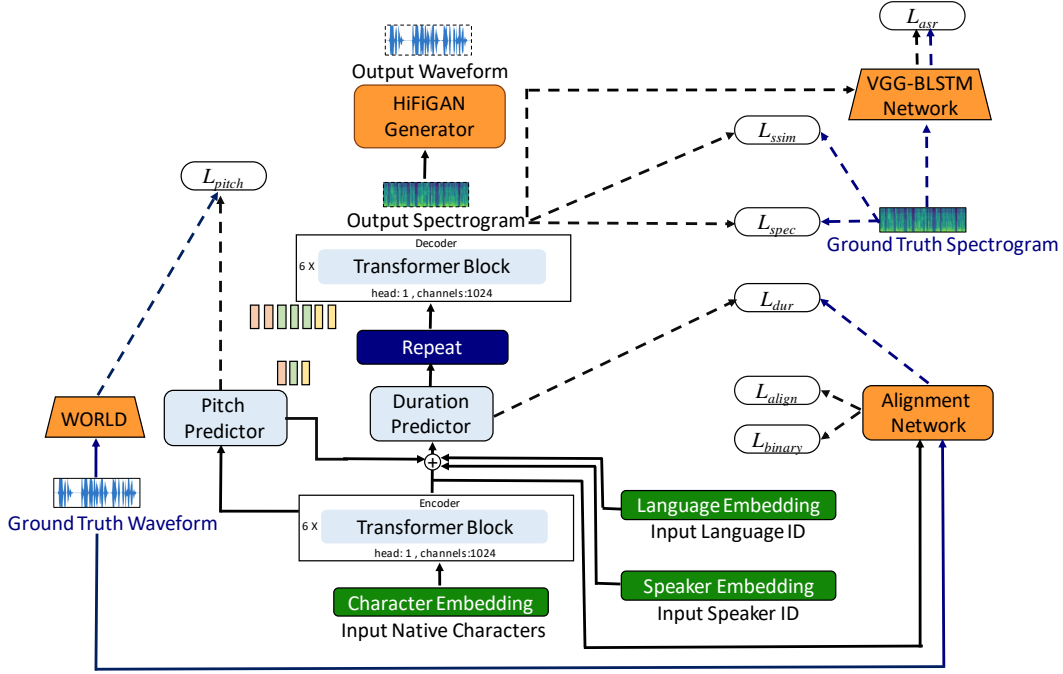 L_asr
Output Waveform
VGG-BLSTM
Network
HiFiGAN
Generator
L_ssim
L_pitch
Output Spectrogram
L_spec
Ground Truth Spectrogram
Decoder
6 X
Transformer Block
head: 1 , channels:1024
L_dur
Repeat
WORLD
Pitch
Predictor
Duration
Predictor
L_align
Alignment
Network
L_binary
+
Ground Truth Waveform
Encoder
6 X
Transformer Block
head: 1 , channels:1024
Language Embedding
Input Language ID
Speaker Embedding
Input Speaker ID
Character Embedding
Input Native Characters